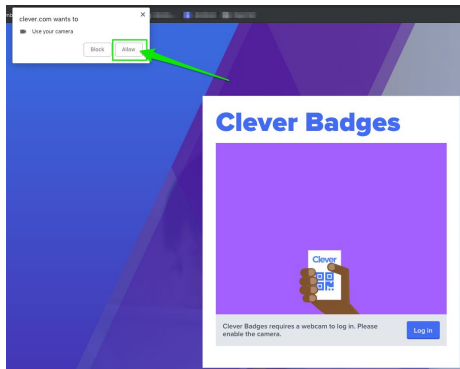 clever.com wants to
Use your camera
Block
Allow
Clever Badges
Clever
Clever Badges requires a webcam to log in. Please
enable the camera.
Log in